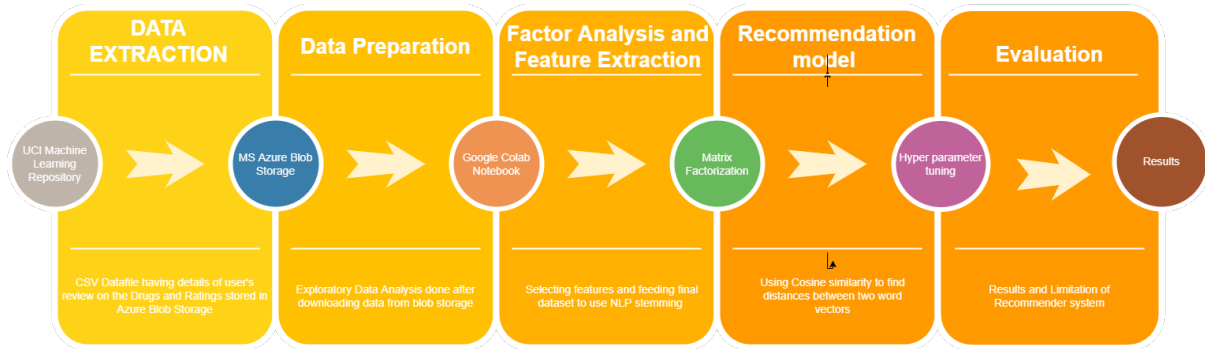 DATA
EXTRACTION
Data Preparation
Factor Analysis and
Feature Extraction
Recommendation
model
Evaluation
UCI Machine
Learning
Repository
MS Azure Blob
Storage
Google Colab
Notebook
Matrix
Factorization
Hyper parameter
tuning
Results
CSV Datafile having details of user's
review on the Drugs and Ratings stored in
Azure Blob Storage
Exploratory Data Analysis done after
downloading data from blob storage
Selecting features and feeding final
dataset to use NLP stemming
Using Cosine similarity to find
distances between two word
vectors
Results and Limitation of
Recommender system